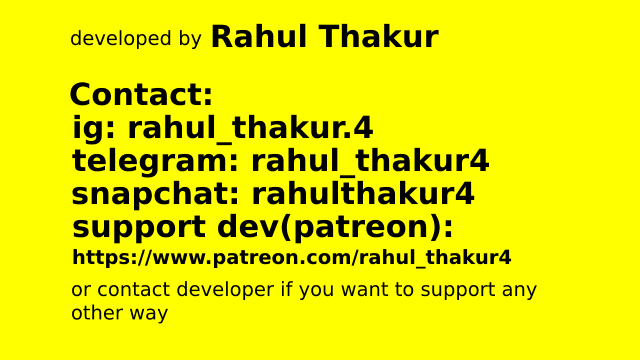 developed by Rahul Thakur
Contact:
ig: rahul_thakur.4
telegram: rahul_thakur4
snapchat: rahulthakur4
support dev(patreon):
https://www.patreon.com/rahul_thakur4
or contact developer if you want to support any
other way